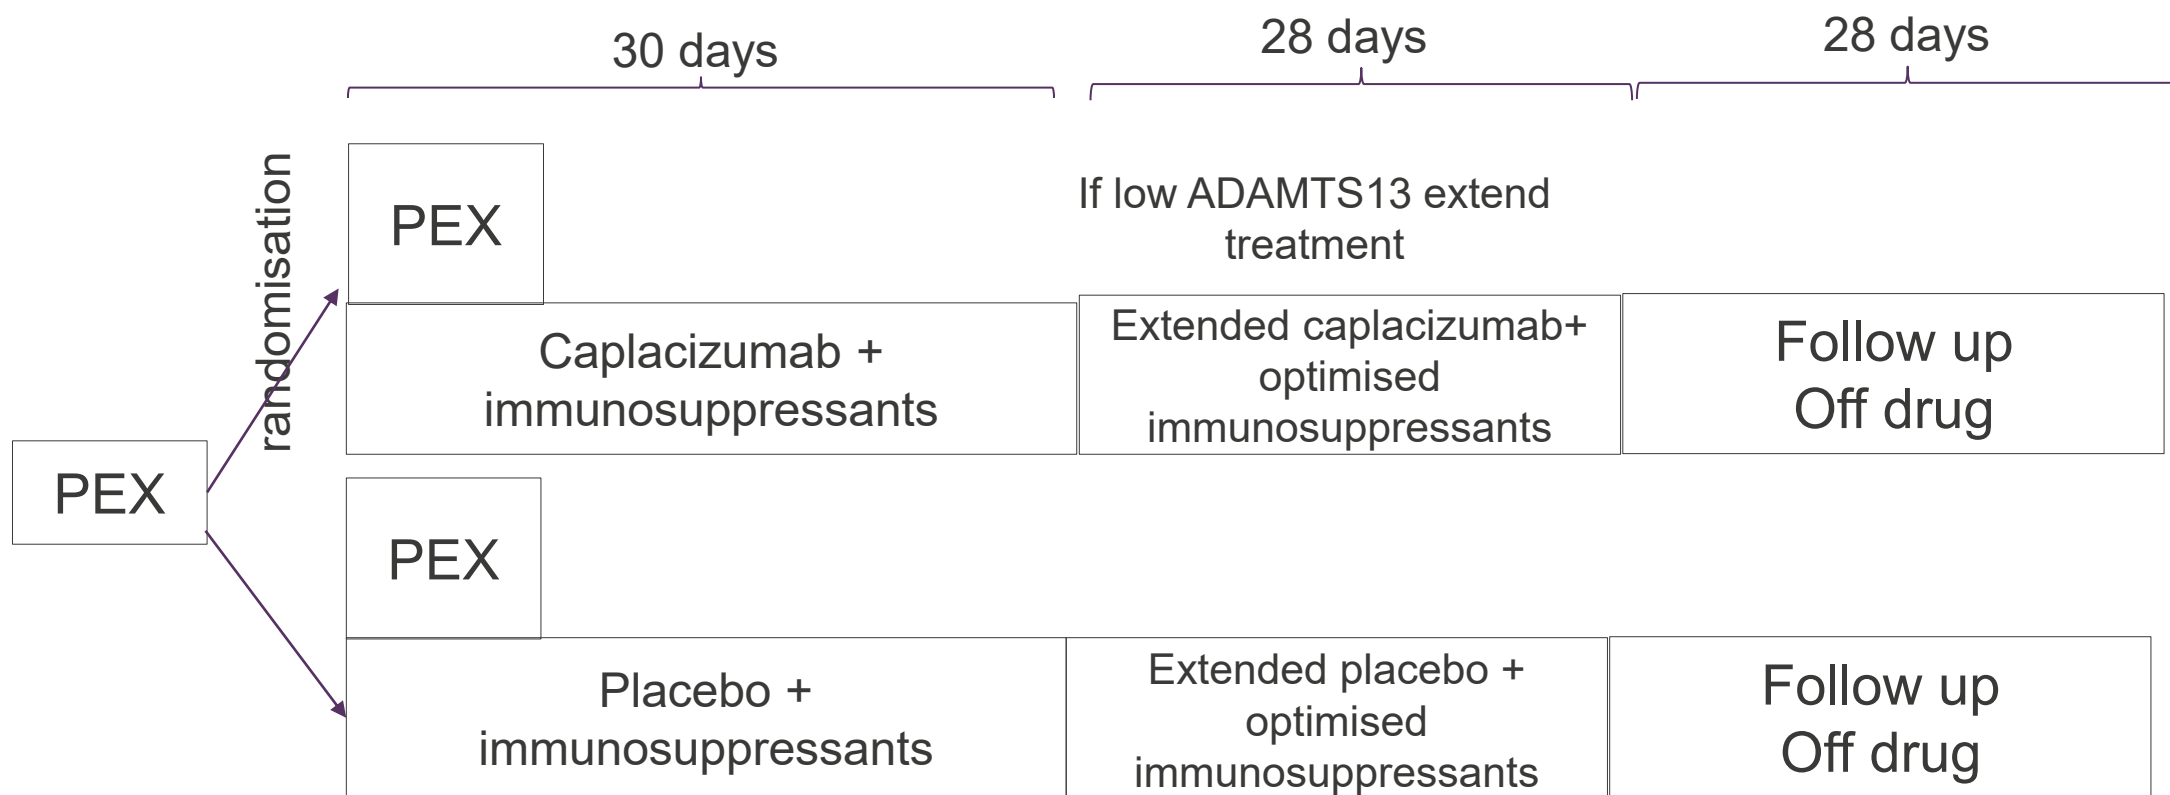 30 days
28 days
28 days
randomisation
PEX
If low ADAMTS13 extend
treatment
Caplacizumab +
immunosuppressants
Extended caplacizumab+
optimised
immunosuppressants
Follow up
Off drug
PEX
PEX
Placebo +
immunosuppressants
Extended placebo +
optimised
immunosuppressants
Follow up
Off drug